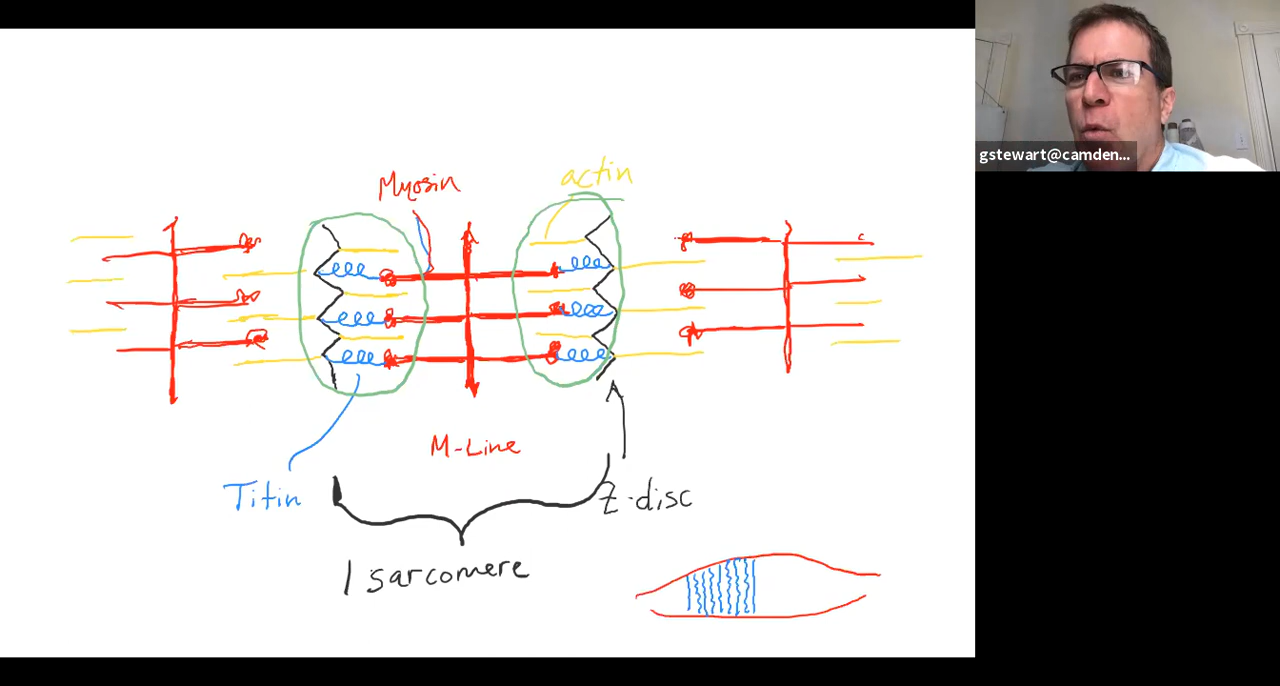 gstewart@camden...
Myosin
actin
M-Line
Titin
Z-disc
1 sarcomere